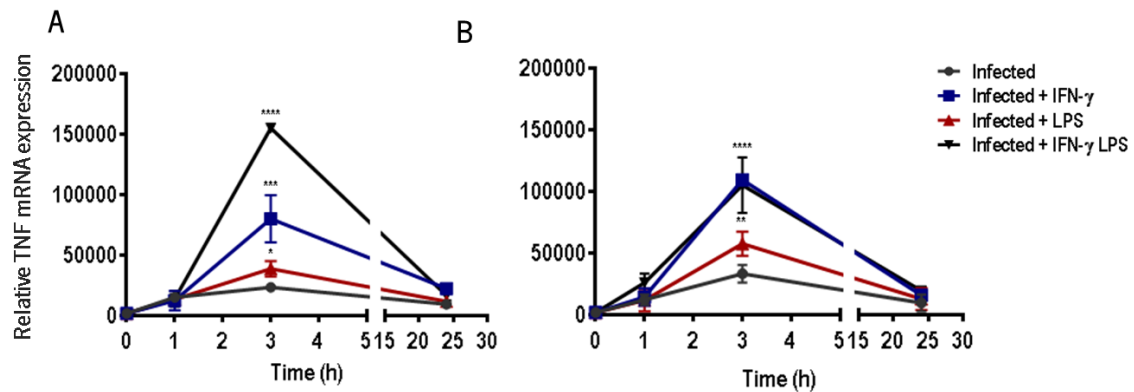 A
Relative TNF mRNA expression
200000
150000
100000
50000
0
****
***
*
0 1 3 4 5 15 20 25 30
Time (h)
B
200000
150000
100000
50000
0
****
**
0 1 2 3 4 5 15 20 25 30
Time (h)
Infected
Infected + IFN-γ
Infected + LPS
Infected + IFN-γ LPS